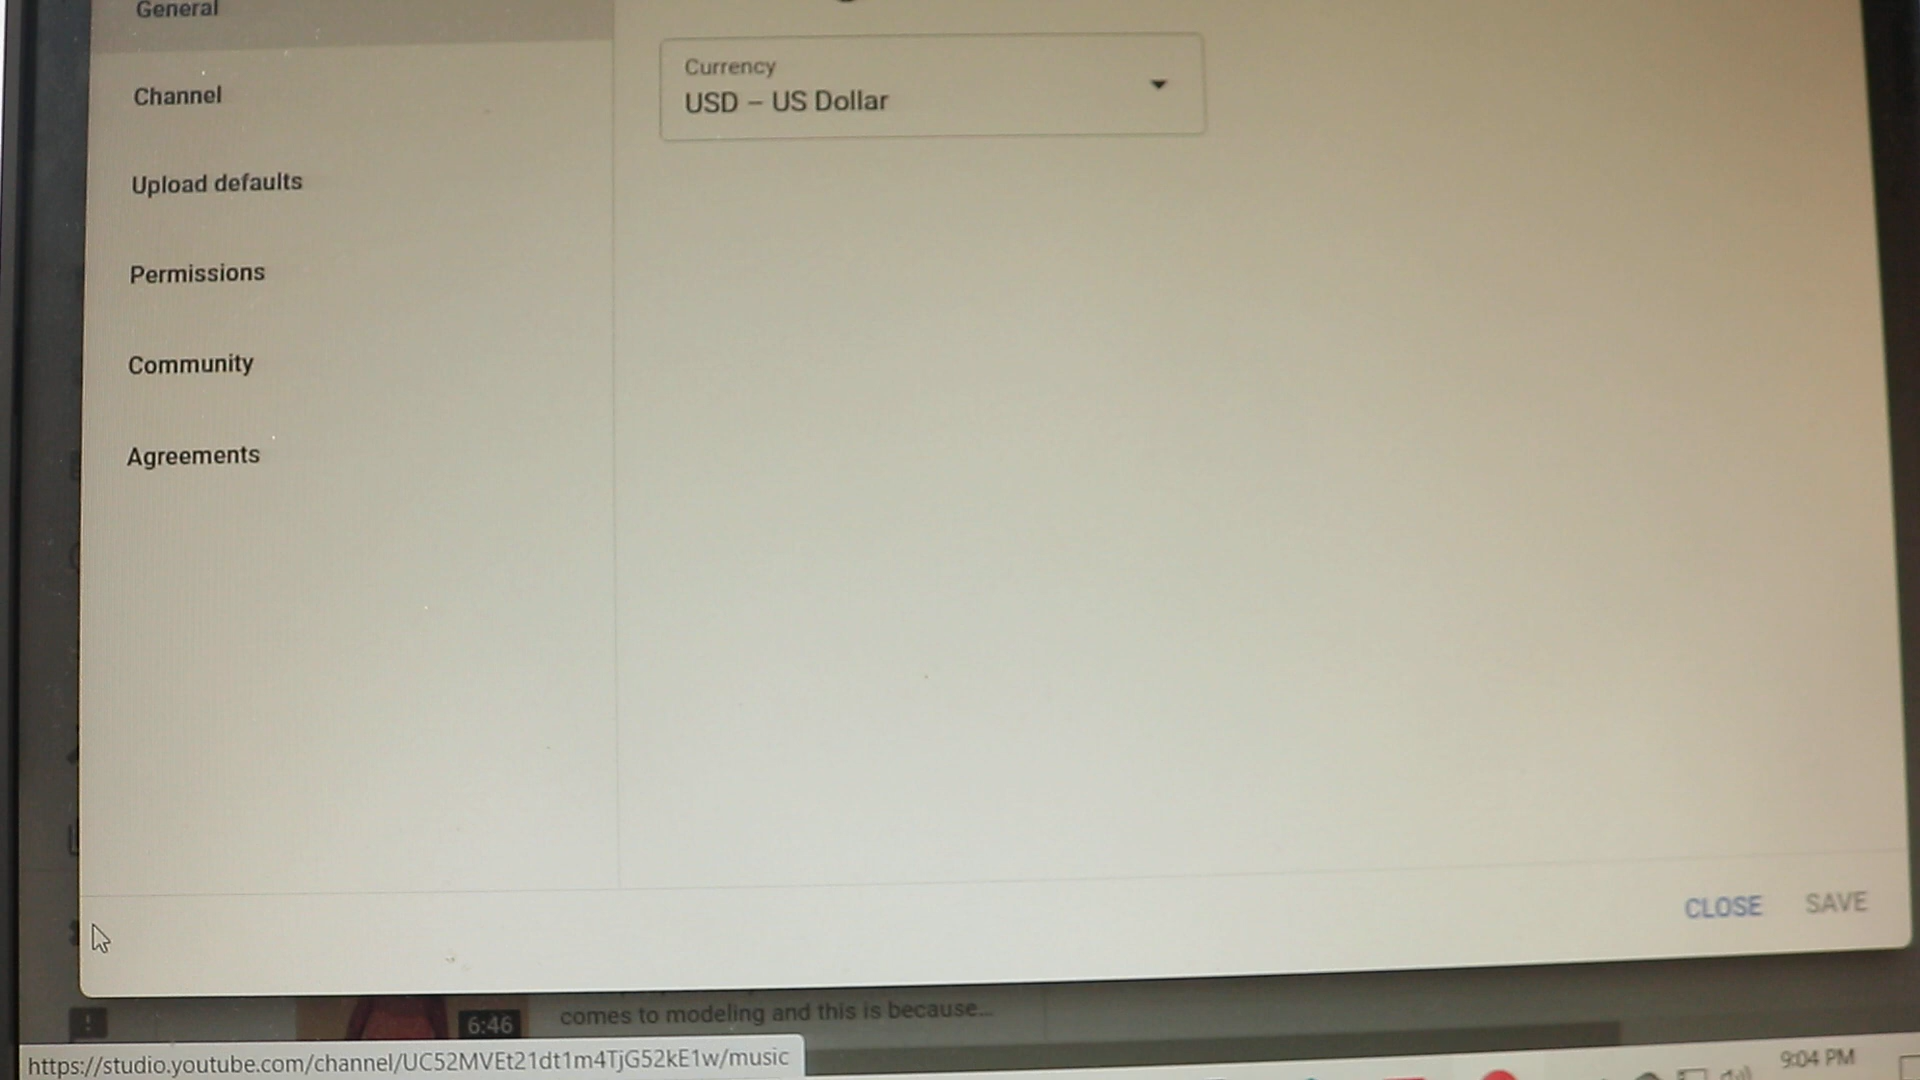 General
Currency
USD – US Dollar
Channel
Upload defaults
Permissions
Community
Agreements
CLOSE SAVE
6:46
comes to modeling and this is because...
https://studio.youtube.com/channel/UC52MVEt21dt1m4TjG52kE1w/music
9:04 PM